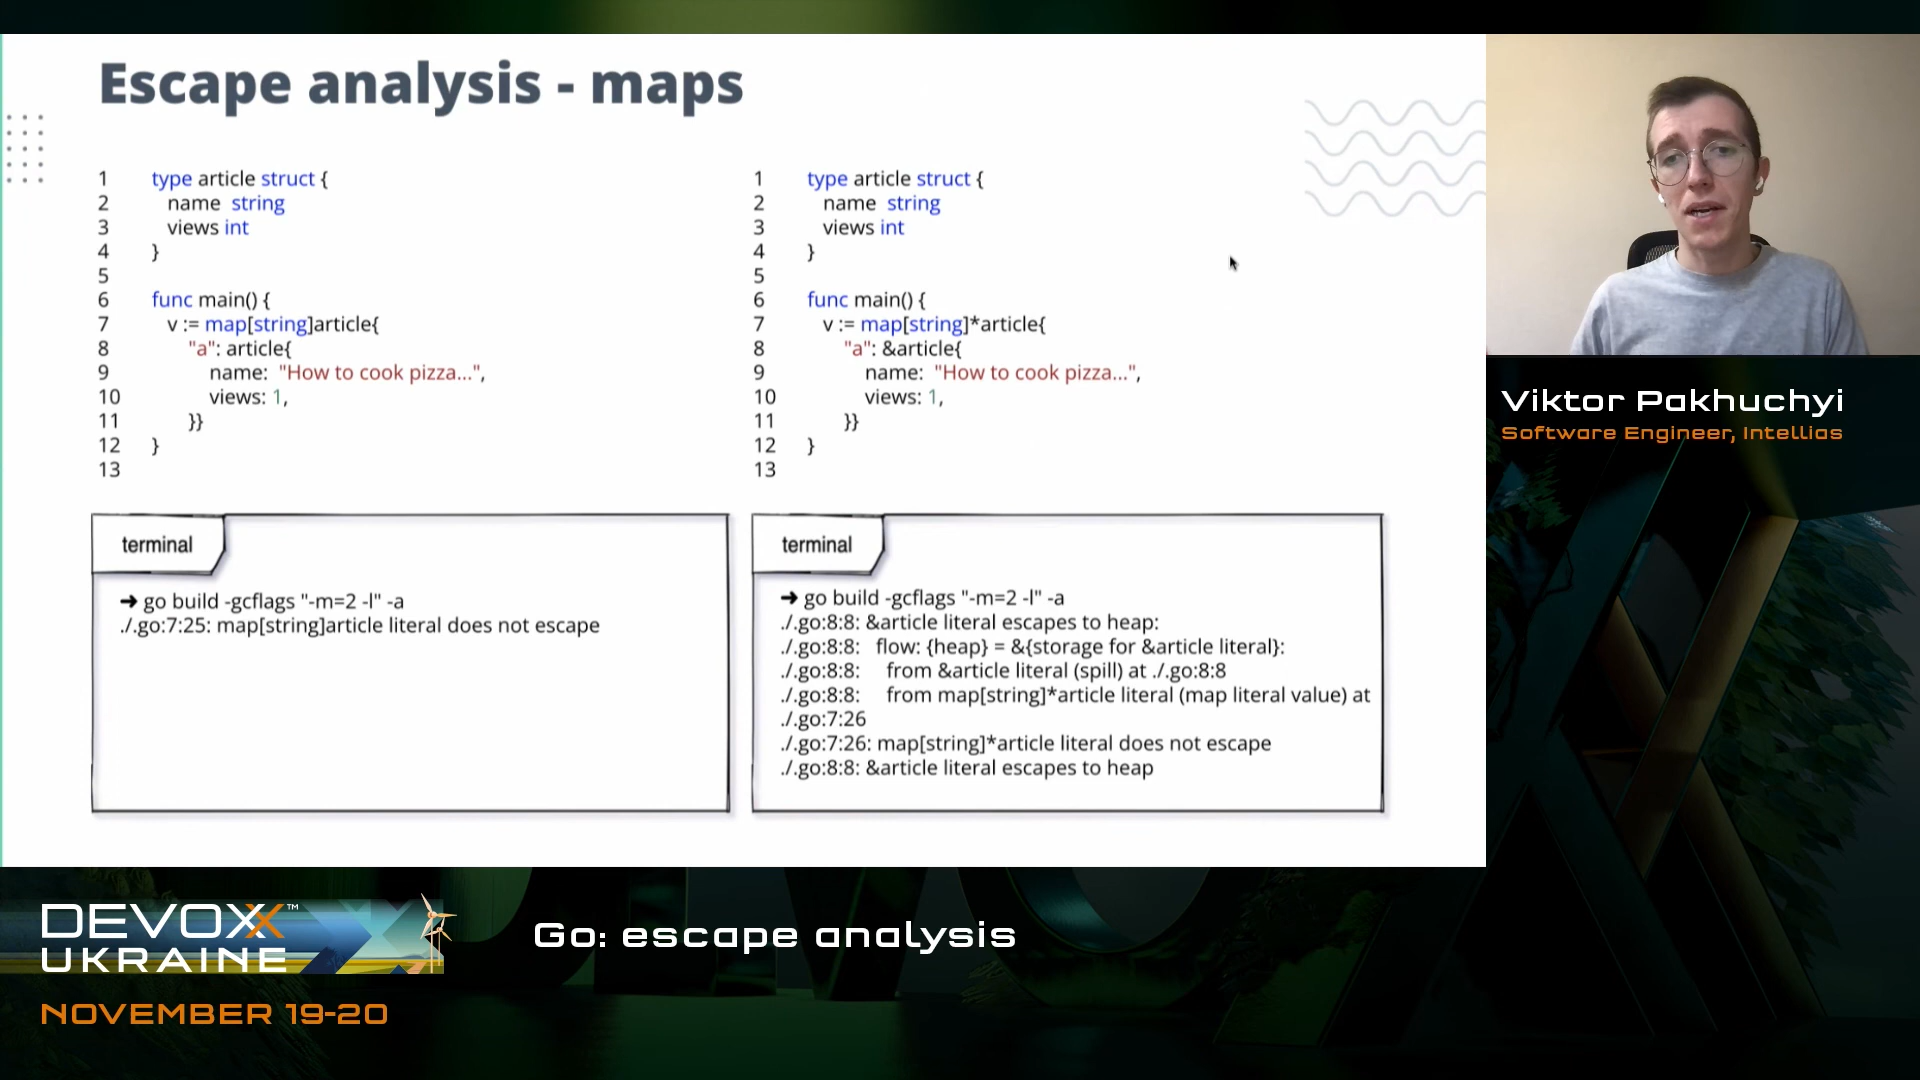 Escape analysis - maps
1 type article struct {
2 name string
3 views int
4 }
5
6 func main() {
7 v := map[string]article{
8 "a": article{
9 name: "How to cook pizza...",
10 views: 1,
11 }}
12 }
13
1 type article struct {
2 name string
3 views int
4 }
5
6 func main() {
7 v := map[string]*article{
8 "a": &article{
9 name: "How to cook pizza...",
10 views: 1,
11 }}
12 }
13
terminal
➜ go build -gcflags "-m=2 -l" -a
./.go:7:25: map[string]article literal does not escape
terminal
➜ go build -gcflags "-m=2 -l" -a
./.go:8:8: &article literal escapes to heap:
./.go:8:8: flow: {heap} = &{storage for &article literal}:
./.go:8:8: from &article literal (spill) at ./.go:8:8
./.go:8:8: from map[string]*article literal (map literal value) at
./.go:7:26
./.go:7:26: map[string]*article literal does not escape
./.go:8:8: &article literal escapes to heap
Viktor Pakhuchyi
Software Engineer, Intellias
DEVOXX™
UKRAINE
NOVEMBER 19-20
Go: escape analysis